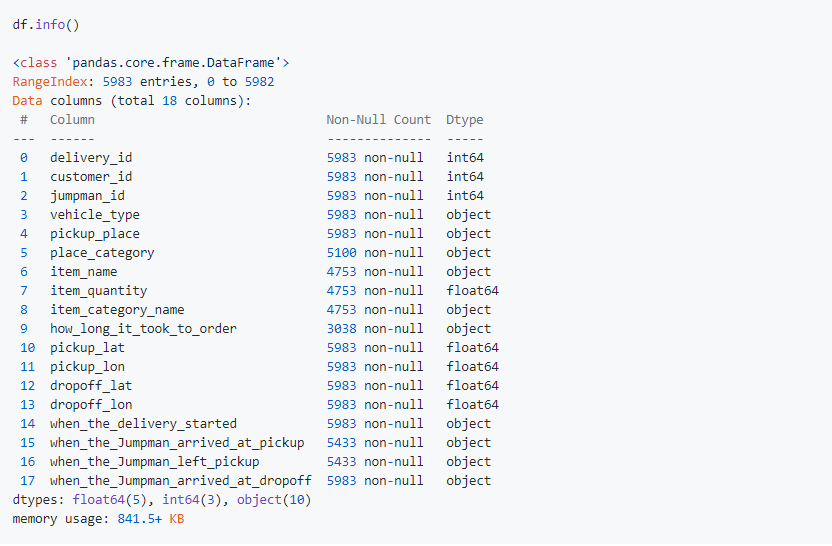 df.info()
<class 'pandas.core.frame.DataFrame'>
RangeIndex: 5983 entries, 0 to 5982
Data columns (total 18 columns):
 #   Column                              Non-Null Count  Dtype
---  ------                              --------------  -----
 0   delivery_id                         5983 non-null   int64
 1   customer_id                         5983 non-null   int64
 2   jumpman_id                          5983 non-null   int64
 3   vehicle_type                        5983 non-null   object
 4   pickup_place                        5983 non-null   object
 5   place_category                      5100 non-null   object
 6   item_name                           4753 non-null   object
 7   item_quantity                       4753 non-null   float64
 8   item_category_name                  4753 non-null   object
 9   how_long_it_took_to_order           3038 non-null   object
 10  pickup_lat                          5983 non-null   float64
 11  pickup_lon                          5983 non-null   float64
 12  dropoff_lat                         5983 non-null   float64
 13  dropoff_lon                         5983 non-null   float64
 14  when_the_delivery_started           5983 non-null   object
 15  when_the_Jumpman_arrived_at_pickup  5433 non-null   object
 16  when_the_Jumpman_left_pickup        5433 non-null   object
 17  when_the_Jumpman_arrived_at_dropoff 5983 non-null   object
dtypes: float64(5), int64(3), object(10)
memory usage: 841.5+ KB